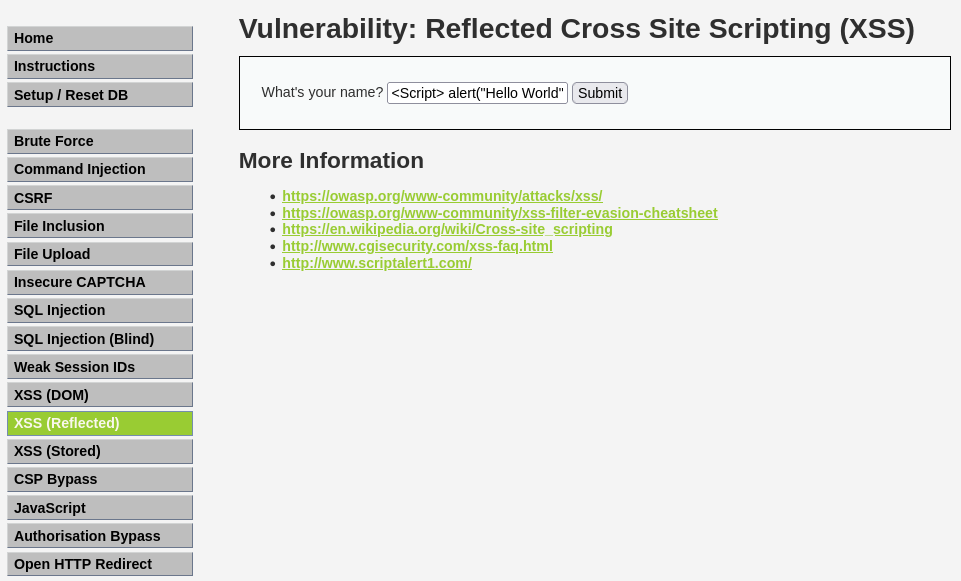 Home
Instructions
Setup / Reset DB
Brute Force
Command Injection
CSRF
File Inclusion
File Upload
Insecure CAPTCHA
SQL Injection
SQL Injection (Blind)
Weak Session IDs
XSS (DOM)
XSS (Reflected)
XSS (Stored)
CSP Bypass
JavaScript
Authorisation Bypass
Open HTTP Redirect
Vulnerability: Reflected Cross Site Scripting (XSS)
What's your name? <Script> alert("Hello World" Submit
More Information
• https://owasp.org/www-community/attacks/xss/
• https://owasp.org/www-community/xss-filter-evasion-cheatsheet
• https://en.wikipedia.org/wiki/Cross-site_scripting
• http://www.cgisecurity.com/xss-faq.html
• http://www.scriptalert1.com/